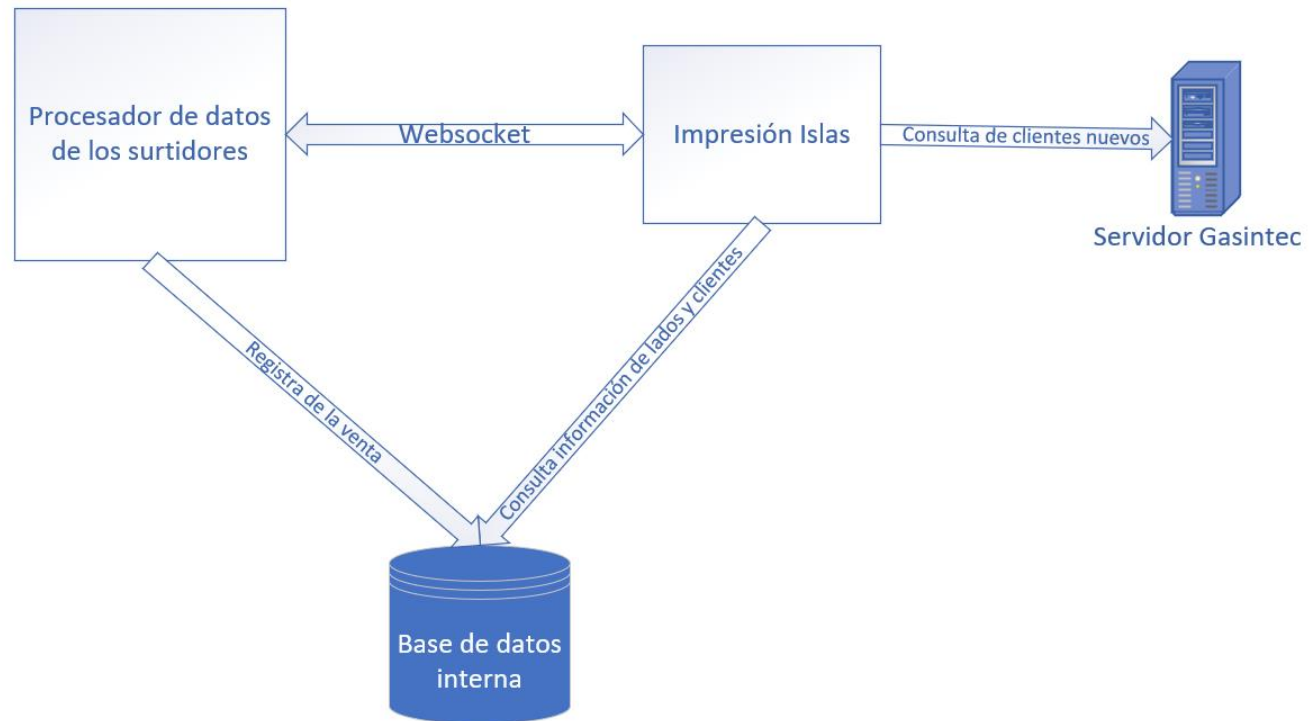 Procesador de datos
de los surtidores
Websocket
Impresión Islas
Consulta de clientes nuevos
Servidor Gasintec
Registra de la venta
Consulta información de lados y clientes
Base de datos
interna